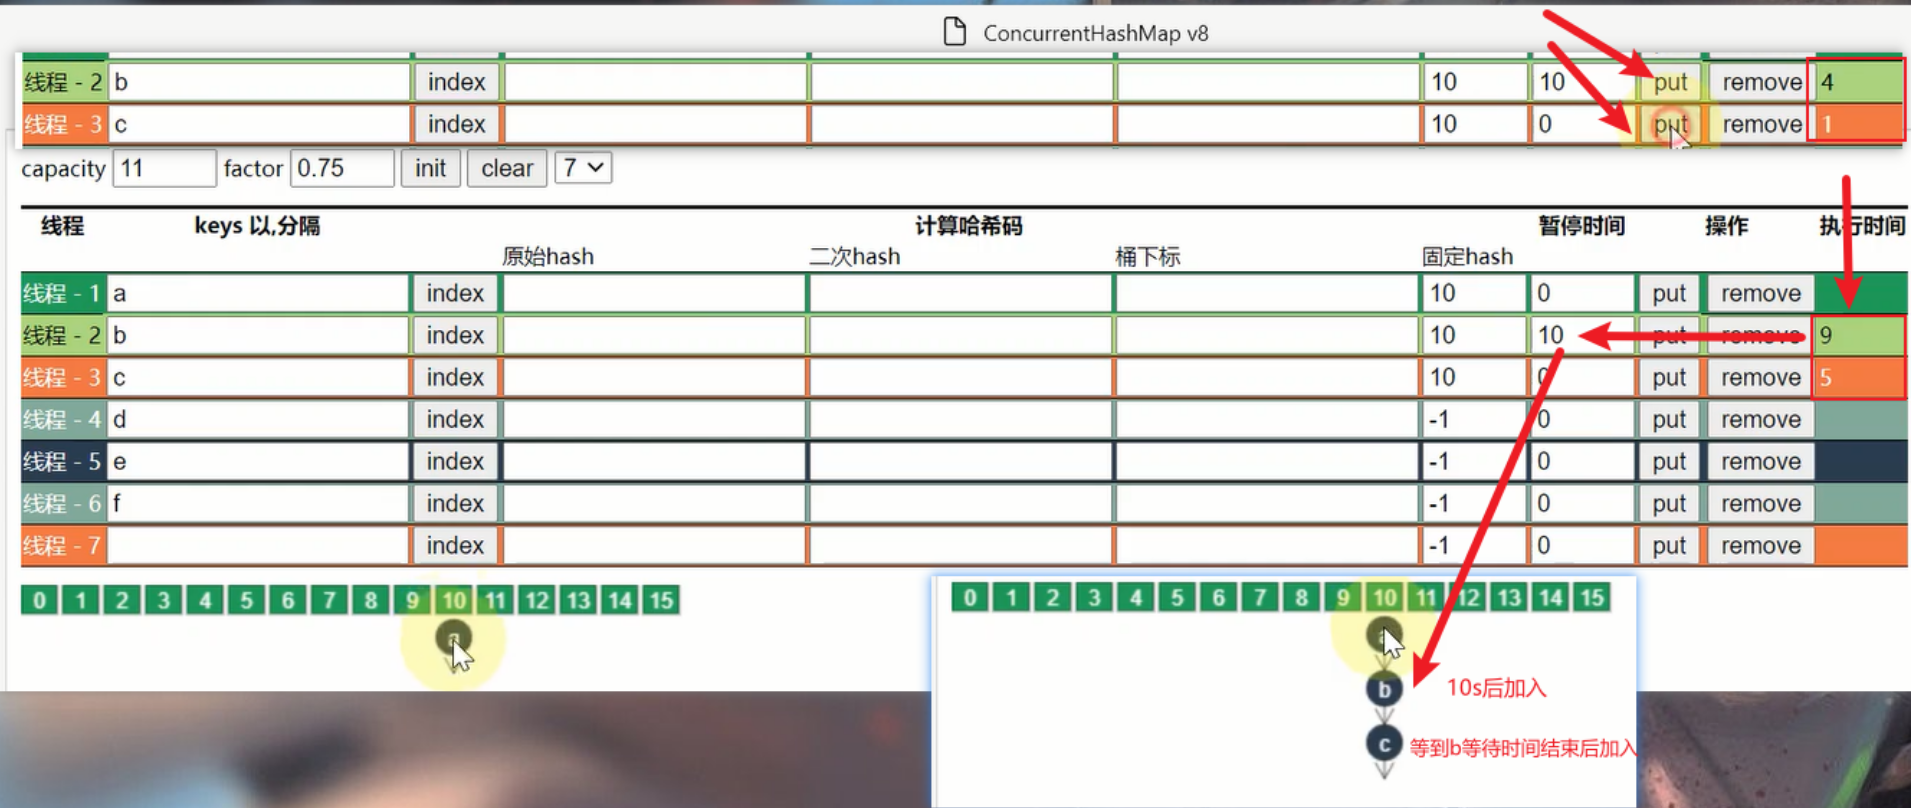 ConcurrentHashMap v8
线程 - 2 b index 10 10 put remove 4
线程 - 3 c index 10 0 put remove 1
capacity 11 factor 0.75 init clear 7
线程 keys 以,分隔 计算哈希码 暂停时间 操作 执行时间
原始hash 二次hash 桶下标 固定hash
线程 - 1 a index 10 0 put remove
线程 - 2 b index 10 10 put remove 9
线程 - 3 c index 10 0 put remove 5
线程 - 4 d index -1 0 put remove
线程 - 5 e index -1 0 put remove
线程 - 6 f index -1 0 put remove
线程 - 7 index -1 0 put remove
0 1 2 3 4 5 6 7 8 9 10 11 12 13 14 15
a
0 1 2 3 4 5 6 7 8 9 10 11 12 13 14 15
a
b 10s后加入
c 等到b等待时间结束后加入